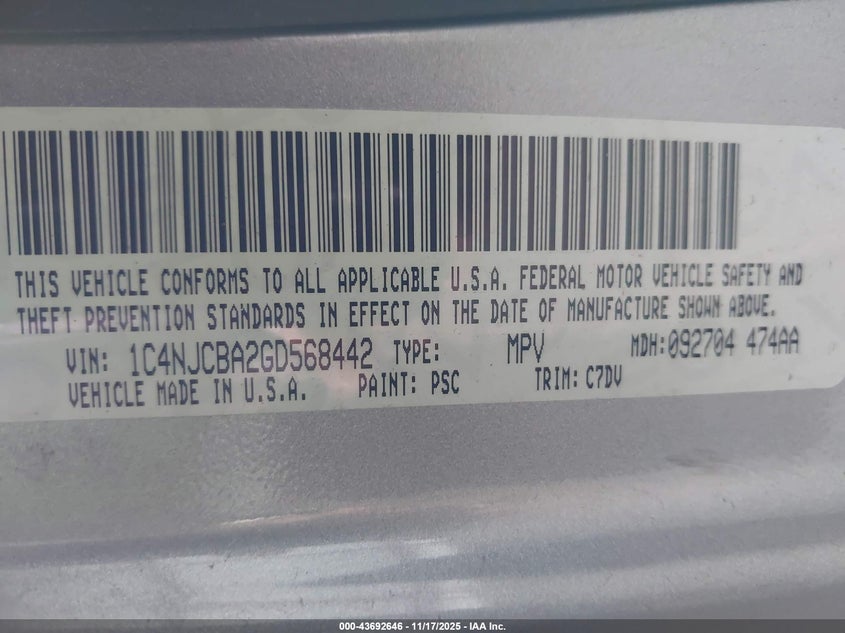 THIS VEHICLE CONFORMS TO ALL APPLICABLE U.S.A. FEDERAL MOTOR VEHICLE SAFETY AND
THEFT PREVENTION STANDARDS IN EFFECT ON THE DATE OF MANUFACTURE SHOWN ABOVE.
VIN: 1C4NJCBA2GD568442 TYPE: MPV MDH:092704 474AA
VEHICLE MADE IN U.S.A. PAINT: PSC TRIM: C7DV
000-43692646 - 11/17/2025 - IAA Inc.